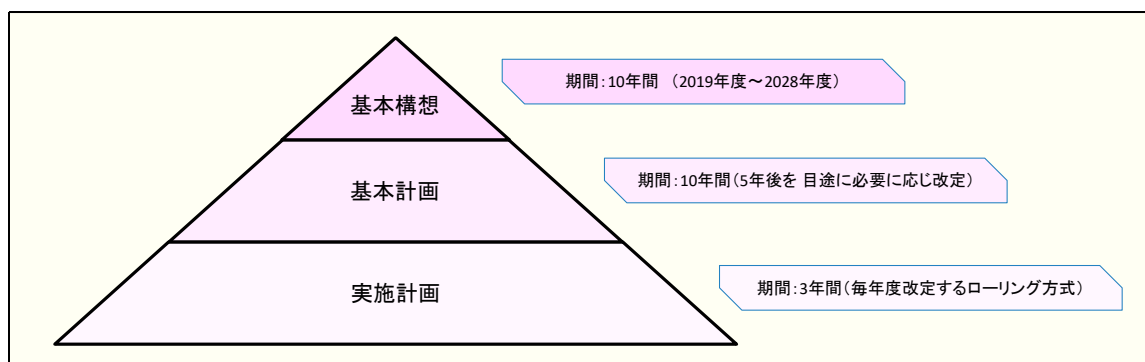 基本構想
期間：10年間　（2019年度～2028年度）
基本計画
期間：10年間（5年後を 目途に必要に応じ改定）
実施計画
期間：3年間（毎年度改定するローリング方式）